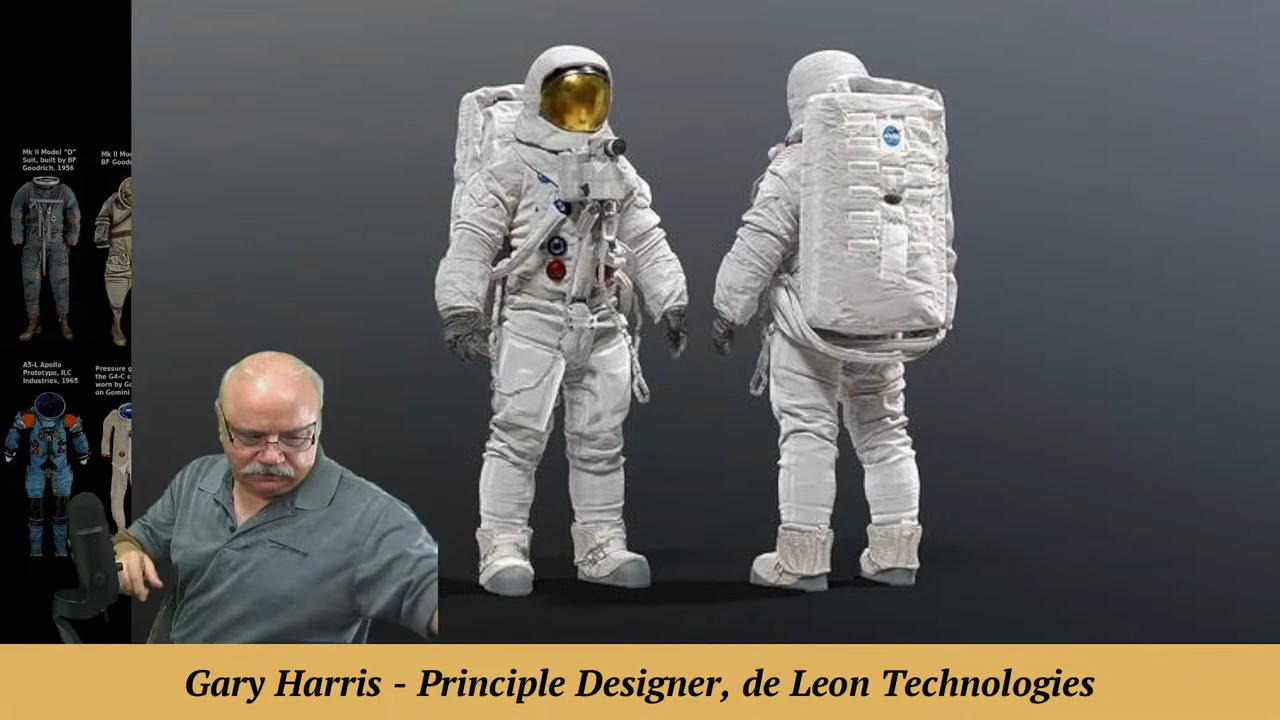 Mk II Model "O"
Suit, built by BF
Goodrich, 1956
Mk II Mo
BF Good
A5-L Apollo
Prototype, ILC
Industries, 1965
Pressure g
the G4-C s
worn by G
on Gemini
Gary Harris - Principle Designer, de Leon Technologies